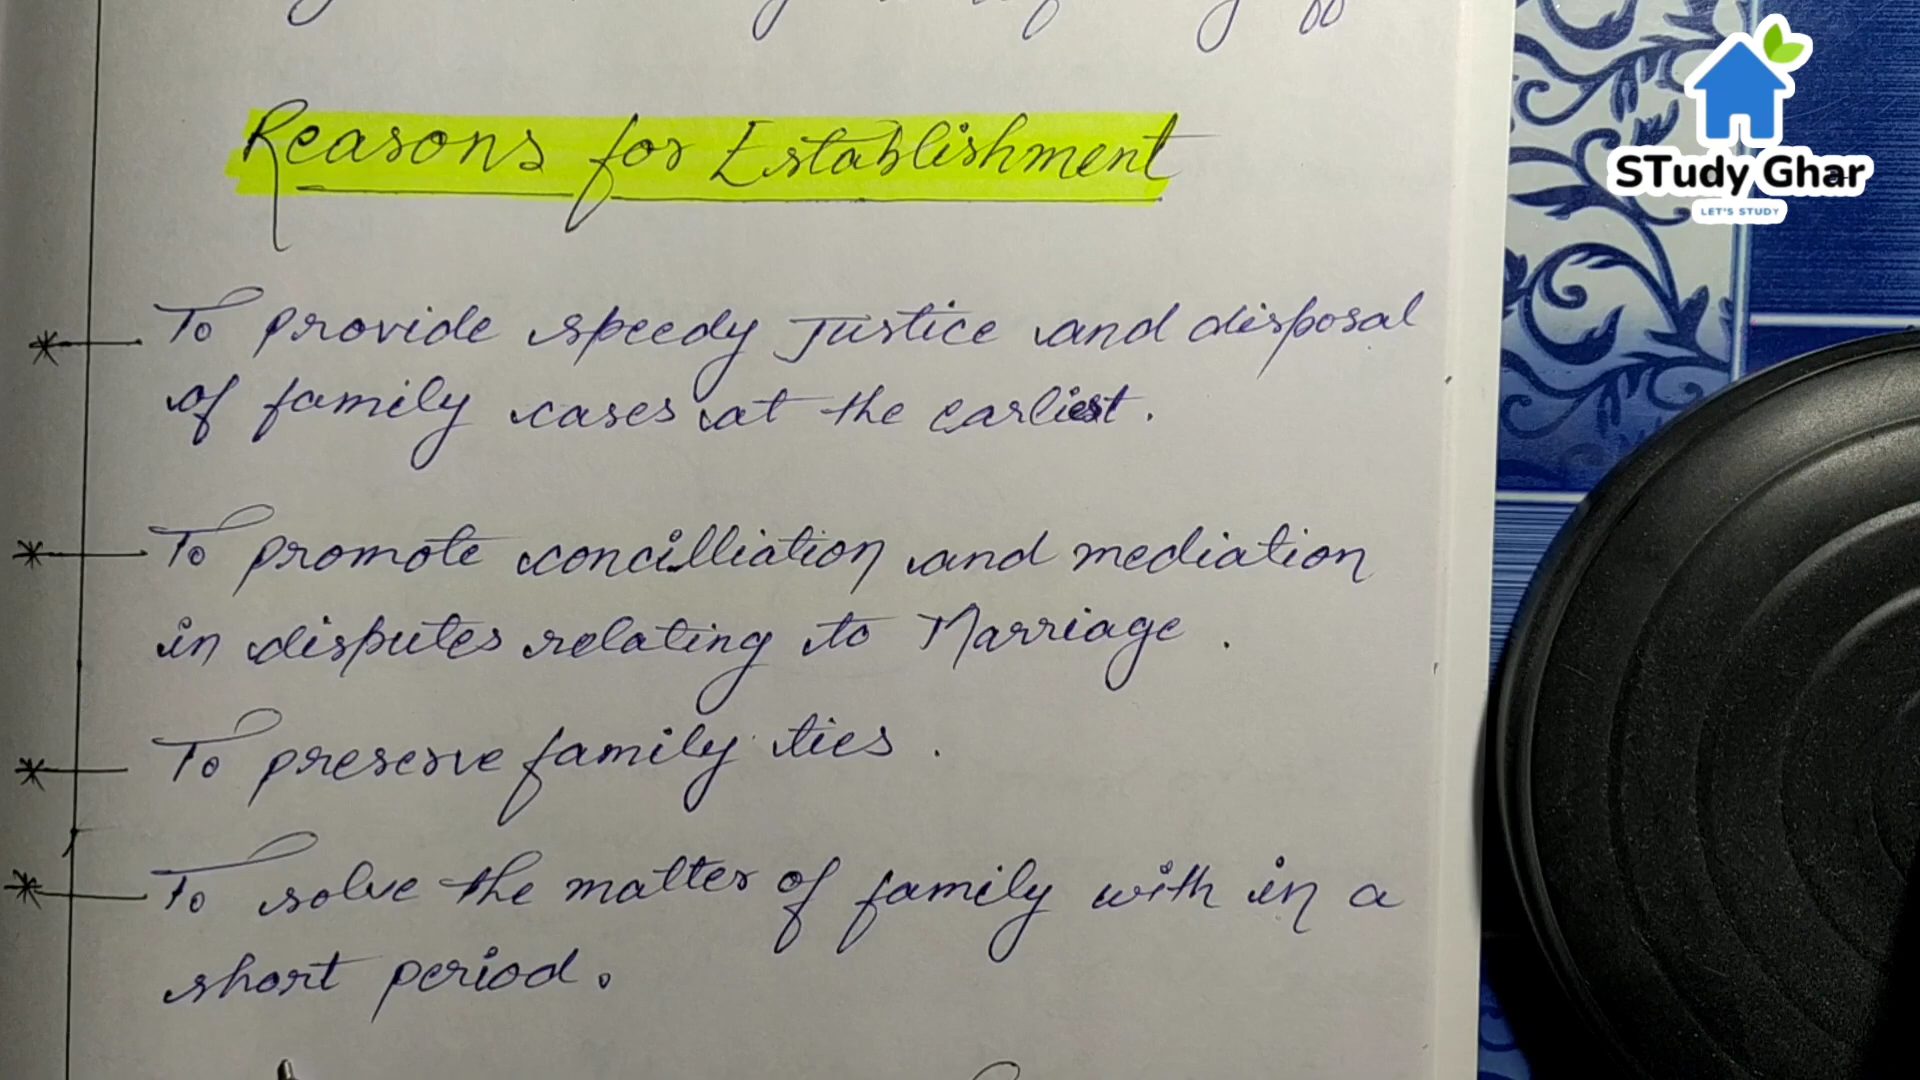 Reasons for Establishment
To provide speedy Justice and disposal
of family cases at the earliest.
To promote concilliation and mediation
in disputes relating to Marriage.
To preserve family ties.
To solve the matter of family with in a
short period.
STudy Ghar
LET'S STUDY